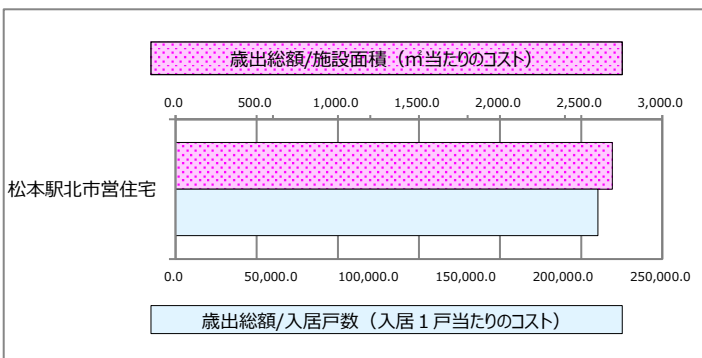 歳出総額/施設面積（㎡当たりのコスト）
0.0 500.0 1,000.0 1,500.0 2,000.0 2,500.0 3,000.0
松本駅北市営住宅
0.0 50,000.0 100,000.0 150,000.0 200,000.0 250,000.0
歳出総額/入居戸数（入居１戸当たりのコスト）